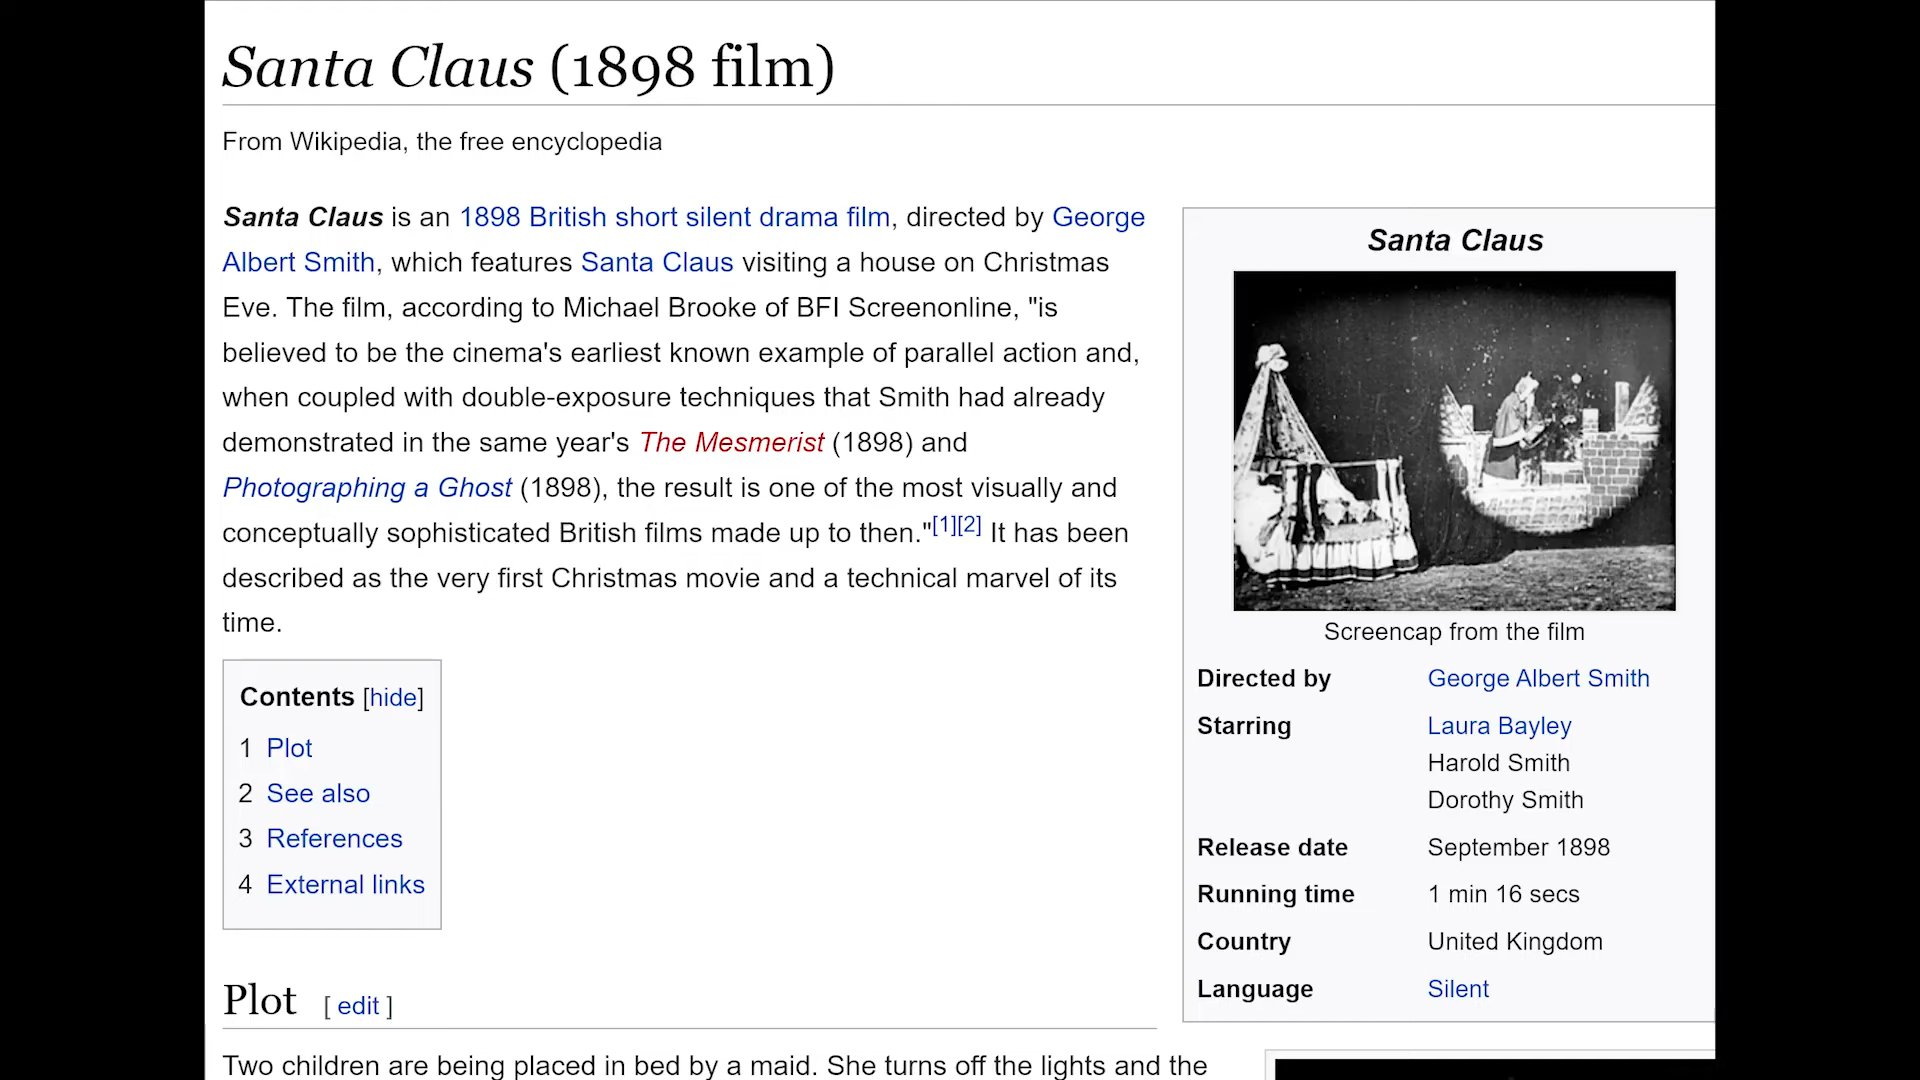 Santa Claus (1898 film)
From Wikipedia, the free encyclopedia
Santa Claus is an 1898 British short silent drama film, directed by George
Albert Smith, which features Santa Claus visiting a house on Christmas
Eve. The film, according to Michael Brooke of BFI Screenonline, "is
believed to be the cinema's earliest known example of parallel action and,
when coupled with double-exposure techniques that Smith had already
demonstrated in the same year's The Mesmerist (1898) and
Photographing a Ghost (1898), the result is one of the most visually and
conceptually sophisticated British films made up to then."[1][2] It has been
described as the very first Christmas movie and a technical marvel of its
time.
Contents [hide]
1 Plot
2 See also
3 References
4 External links
Plot [ edit ]
Two children are being placed in bed by a maid. She turns off the lights and the
Santa Claus
Screencap from the film
Directed by George Albert Smith
Starring Laura Bayley
Harold Smith
Dorothy Smith
Release date September 1898
Running time 1 min 16 secs
Country United Kingdom
Language Silent